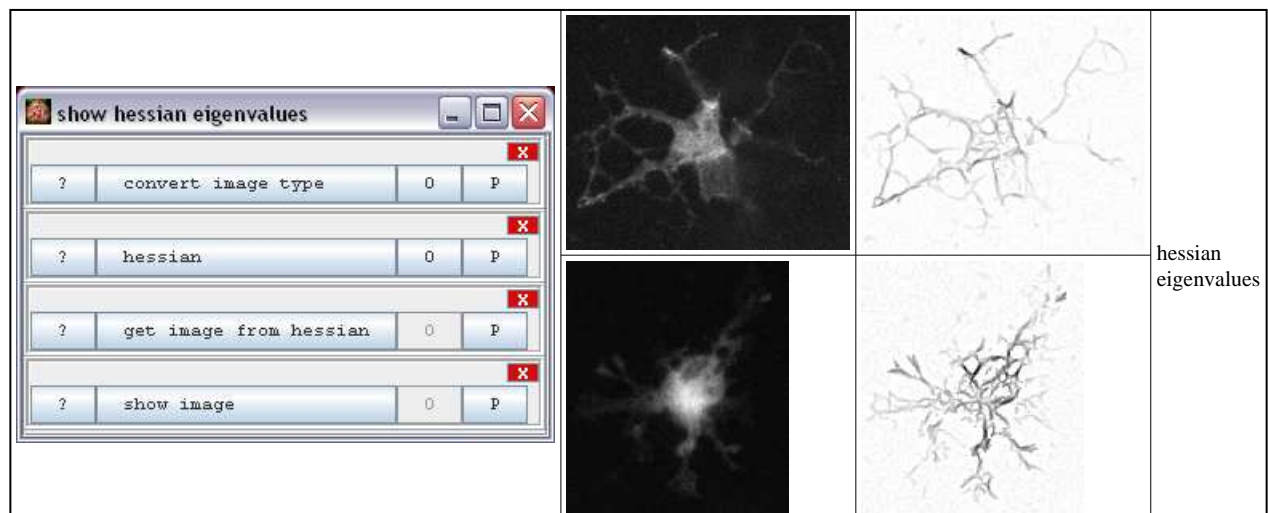 show hessian eigenvalues
X
? convert image type O P
X
? hessian O P
X
? get image from hessian O P
X
? show image O P
hessian
eigenvalues